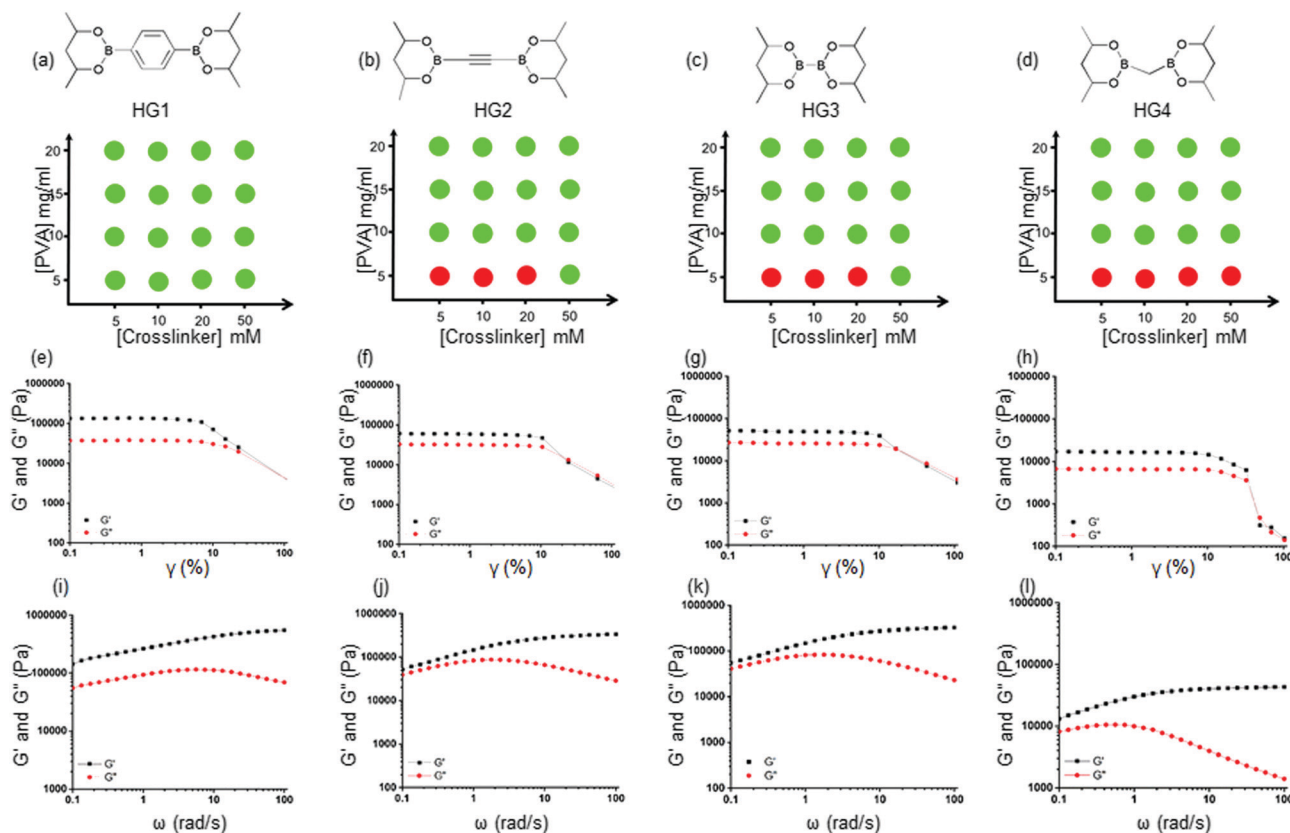 (a)
(b)
(c)
(d)
O
O
B
B
O
O
O
O
B
B
O
O
O
O
B
B
O
O
O
O
B
B
O
O
HG1
HG2
HG3
HG4
[PVA] mg/ml
20
15
10
5
5 10 20 50
[Crosslinker] mM
[PVA] mg/ml
20
15
10
5
5 10 20 50
[Crosslinker] mM
[PVA] mg/ml
20
15
10
5
5 10 20 50
[Crosslinker] mM
[PVA] mg/ml
20
15
10
5
5 10 20 50
[Crosslinker] mM
(e)
G' and G" (Pa)
1000000
100000
10000
1000
100
G'
G"
0.1 1 10 100
γ (%)
(f)
G' and G" (Pa)
1000000
100000
10000
1000
100
G'
G"
0.1 1 10 100
γ (%)
(g)
G' and G" (Pa)
1000000
100000
10000
1000
100
G'
G"
0.1 1 10 100
γ (%)
(h)
G' and G" (Pa)
1000000
100000
10000
1000
100
G'
G"
0.1 1 10 100
γ (%)
(i)
G' and G" (Pa)
1000000
100000
10000
1000
G'
G"
0.1 1 10 100
ω (rad/s)
(j)
G' and G" (Pa)
1000000
100000
10000
1000
100
G'
G"
0.1 1 10 100
ω (rad/s)
(k)
G' and G" (Pa)
1000000
100000
10000
1000
100
G'
G"
0.1 1 10 100
ω (rad/s)
(l)
G' and G" (Pa)
1000000
100000
10000
1000
G'
G"
0.1 1 10 100
ω (rad/s)